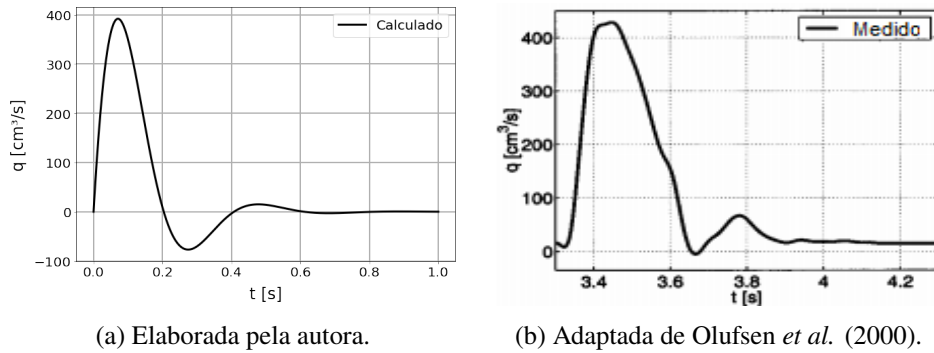 Calculado
q [cm³/s]
400
300
200
100
0
−100
0.0 0.2 0.4 0.6 0.8 1.0
t [s]
(a) Elaborada pela autora.
Medido
q [cm³/s]
400
300
200
100
0
3.4 3.6 3.8 4 4.2
t [s]
(b) Adaptada de Olufsen et al. (2000).